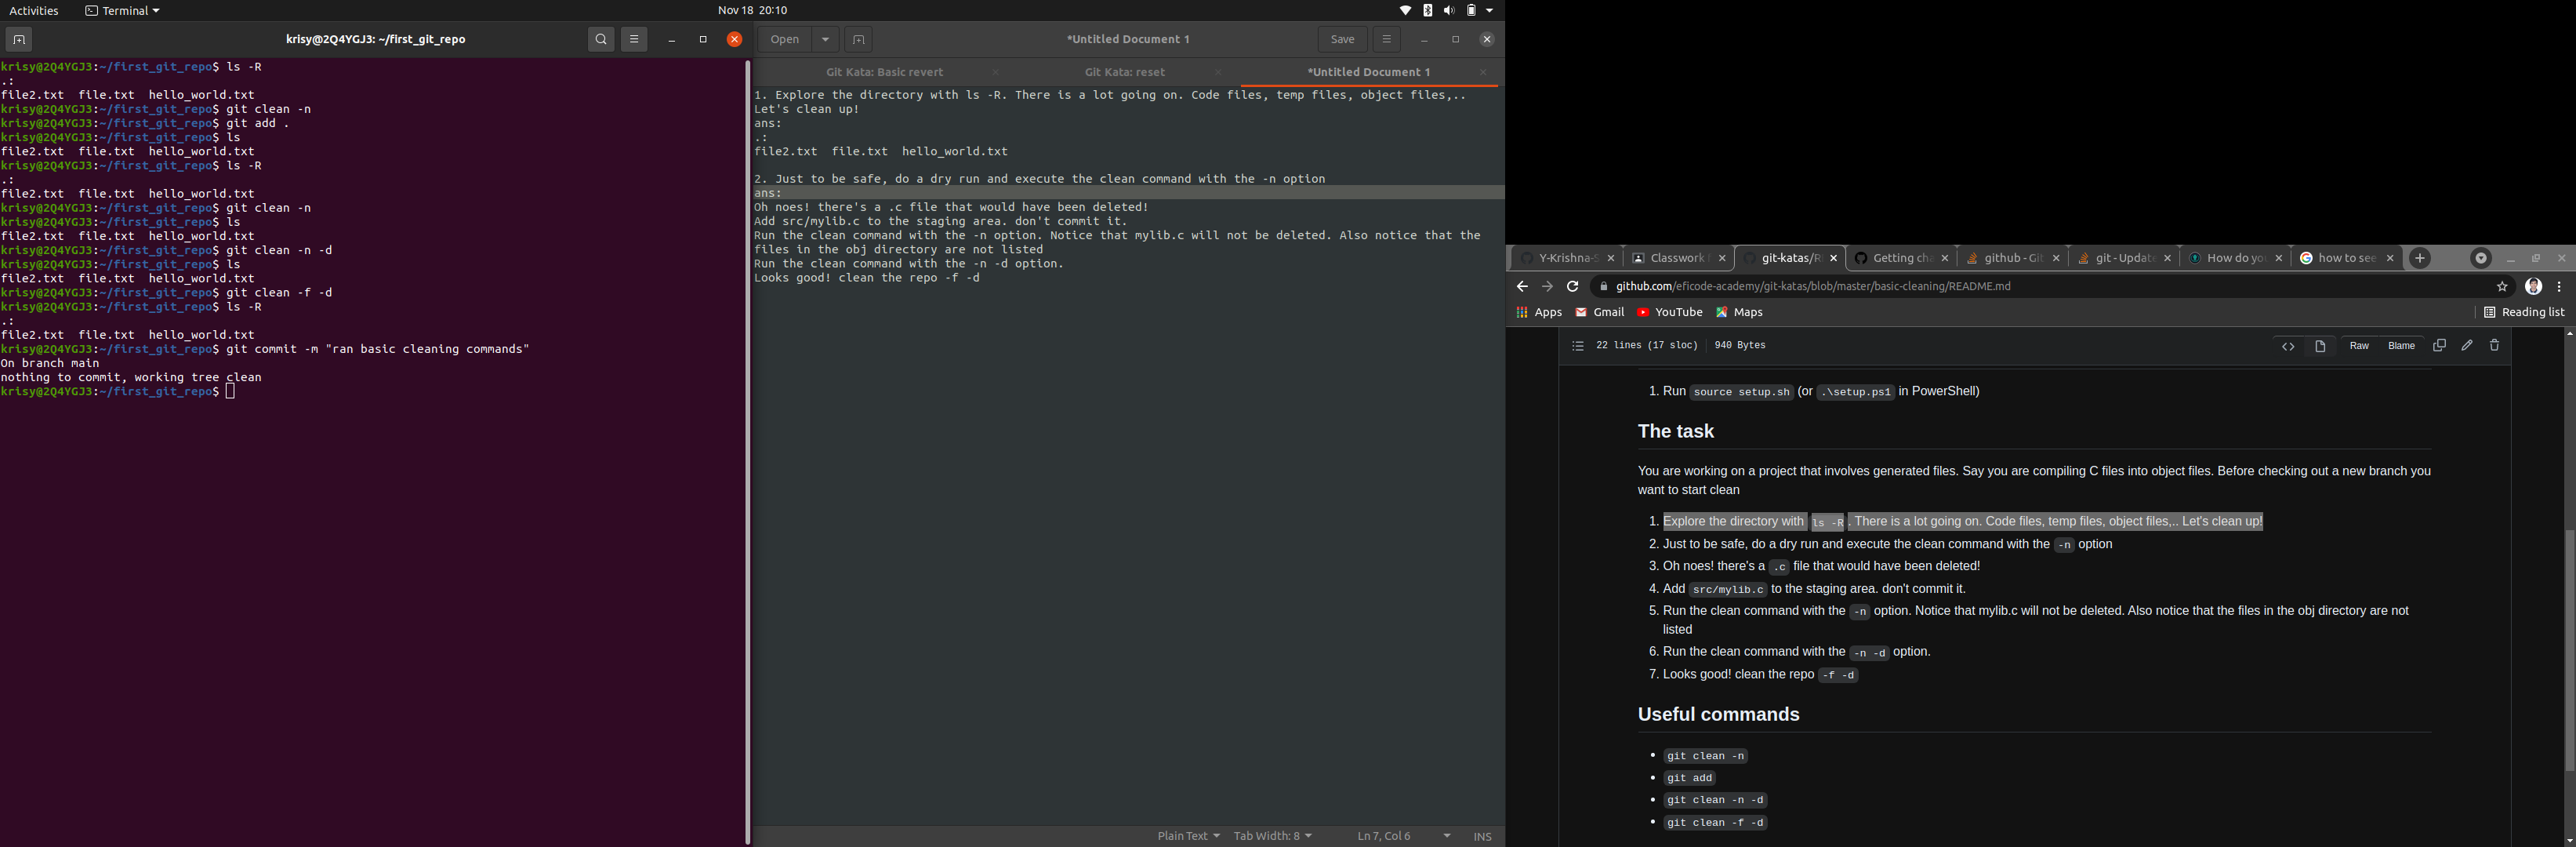 Activities
Terminal
Nov 18 20:10
krisy@2Q4YGJ3: ~/first_git_repo
krisy@2Q4YGJ3:~/first_git_repo$ ls -R
.:
file2.txt  file.txt  hello_world.txt
krisy@2Q4YGJ3:~/first_git_repo$ git clean -n
krisy@2Q4YGJ3:~/first_git_repo$ git add .
krisy@2Q4YGJ3:~/first_git_repo$ ls
file2.txt  file.txt  hello_world.txt
krisy@2Q4YGJ3:~/first_git_repo$ ls -R
.:
file2.txt  file.txt  hello_world.txt
krisy@2Q4YGJ3:~/first_git_repo$ git clean -n
krisy@2Q4YGJ3:~/first_git_repo$ ls
file2.txt  file.txt  hello_world.txt
krisy@2Q4YGJ3:~/first_git_repo$ git clean -n -d
krisy@2Q4YGJ3:~/first_git_repo$ ls
file2.txt  file.txt  hello_world.txt
krisy@2Q4YGJ3:~/first_git_repo$ git clean -f -d
krisy@2Q4YGJ3:~/first_git_repo$ ls -R
.:
file2.txt  file.txt  hello_world.txt
krisy@2Q4YGJ3:~/first_git_repo$ git commit -m "ran basic cleaning commands"
On branch main
nothing to commit, working tree clean
krisy@2Q4YGJ3:~/first_git_repo$
Open
*Untitled Document 1
Save
Git Kata: Basic revert
Git Kata: reset
*Untitled Document 1
1. Explore the directory with ls -R. There is a lot going on. Code files, temp files, object files,..
Let's clean up!
ans:
.:
file2.txt  file.txt  hello_world.txt
2. Just to be safe, do a dry run and execute the clean command with the -n option
ans:
Oh noes! there's a .c file that would have been deleted!
Add src/mylib.c to the staging area. don't commit it.
Run the clean command with the -n option. Notice that mylib.c will not be deleted. Also notice that the
files in the obj directory are not listed
Run the clean command with the -n -d option.
Looks good! clean the repo -f -d
Plain Text
Tab Width: 8
Ln 7, Col 6
INS
Y-Krishna-S
Classwork
git-katas/R
Getting cha
github - Git
git - Update
How do you
how to see
github.com/eficode-academy/git-katas/blob/master/basic-cleaning/README.md
Apps
Gmail
YouTube
Maps
Reading list
22 lines (17 sloc)
940 Bytes
Raw
Blame
1. Run source setup.sh (or .\setup.ps1 in PowerShell)
The task
You are working on a project that involves generated files. Say you are compiling C files into object files. Before checking out a new branch you
want to start clean
1. Explore the directory with ls -R . There is a lot going on. Code files, temp files, object files,.. Let's clean up!
2. Just to be safe, do a dry run and execute the clean command with the -n option
3. Oh noes! there's a .c file that would have been deleted!
4. Add src/mylib.c to the staging area. don't commit it.
5. Run the clean command with the -n option. Notice that mylib.c will not be deleted. Also notice that the files in the obj directory are not
listed
6. Run the clean command with the -n -d option.
7. Looks good! clean the repo -f -d
Useful commands
git clean -n
git add
git clean -n -d
git clean -f -d